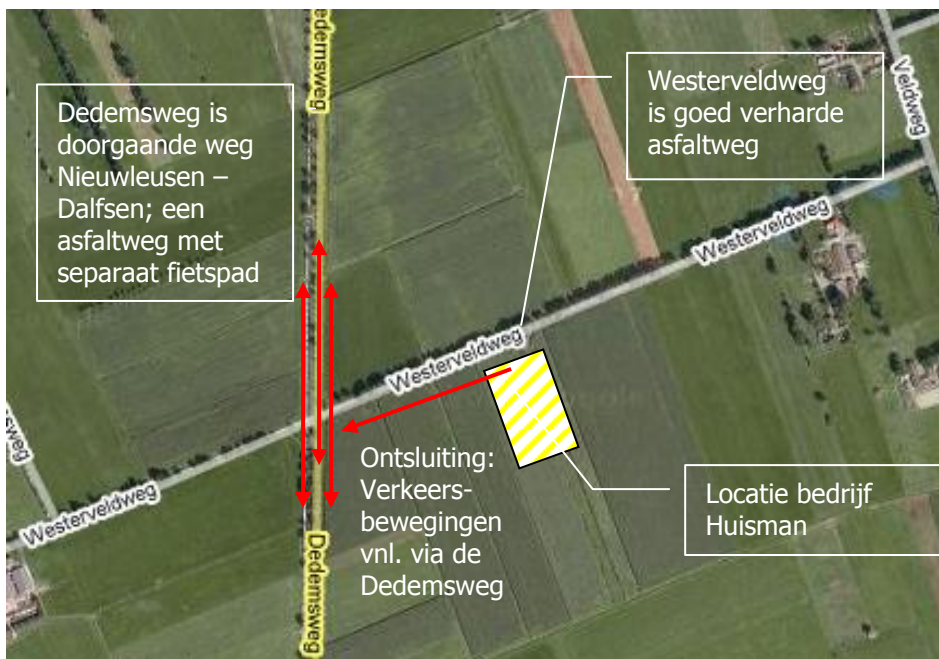 Dedemsweg
Dedemsweg is
doorgaande weg
Nieuwleusen –
Dalfsen; een
asfaltweg met
separaat fietspad
Westerveldweg
is goed verharde
asfaltweg
Veldweg
Westerveldweg
Westerveldweg
Ontsluiting:
Verkeers-
bewegingen
vnl. via de
Dedemsweg
Locatie bedrijf
Huisman
sweg
Westerveldweg
Dedemsweg